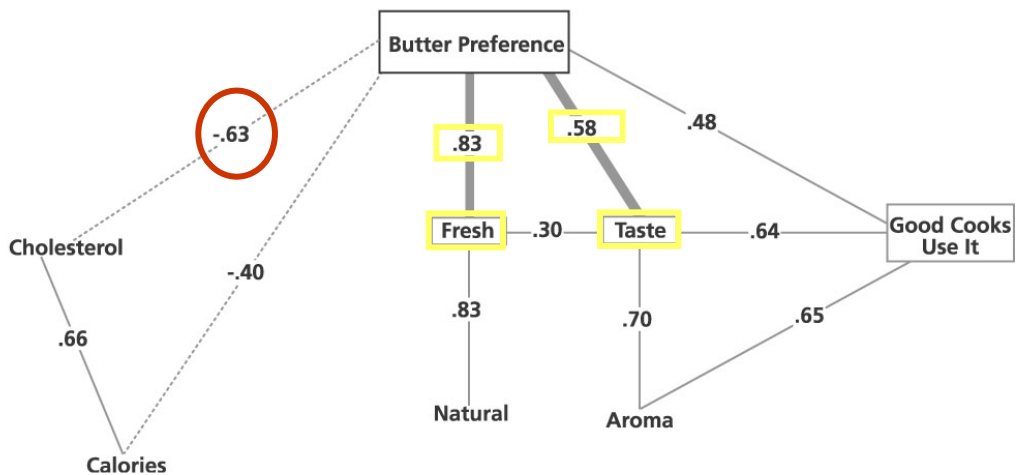 Butter Preference
-.63
.83
.58
.48
Cholesterol
Fresh
.30
Taste
.64
Good Cooks
Use It
-.40
.66
.83
.70
.65
Natural
Aroma
Calories